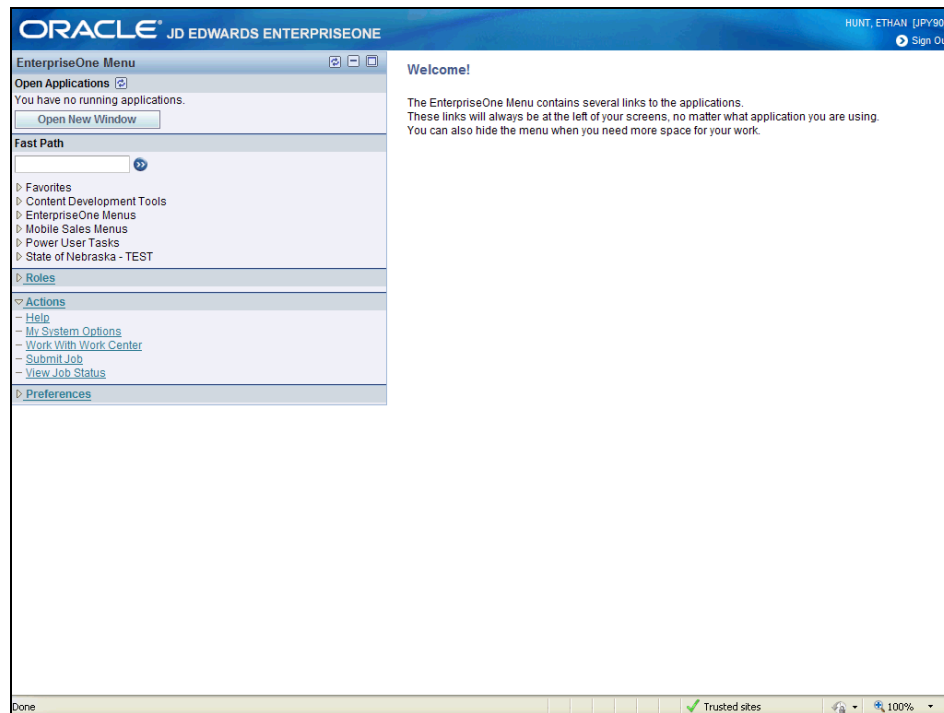 ORACLE® JD EDWARDS ENTERPRISEONE
HUNT, ETHAN [JPY90
Sign Ou
EnterpriseOne Menu
Open Applications
You have no running applications.
Open New Window
Fast Path
Favorites
Content Development Tools
EnterpriseOne Menus
Mobile Sales Menus
Power User Tasks
State of Nebraska - TEST
Roles
Actions
Help
My System Options
Work With Work Center
Submit Job
View Job Status
Preferences
Welcome!
The EnterpriseOne Menu contains several links to the applications.
These links will always be at the left of your screens, no matter what application you are using.
You can also hide the menu when you need more space for your work.
Done
Trusted sites
100%